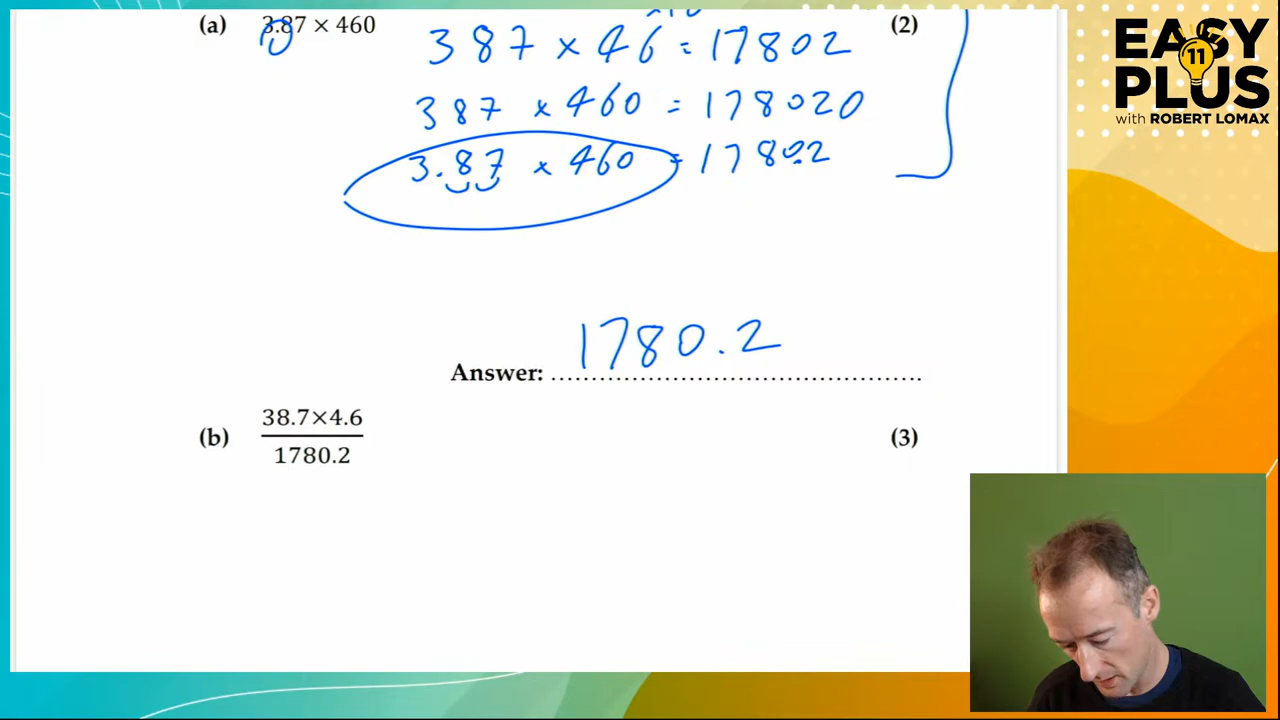 (a) 3.87 × 460 (2)
387 × 46 = 17802
387 × 460 = 178020
3.87 × 460 = 1780.2
Answer: 1780.2
(b) 38.7×4.6 (3)
1780.2
EASY
11
PLUS
with ROBERT LOMAX